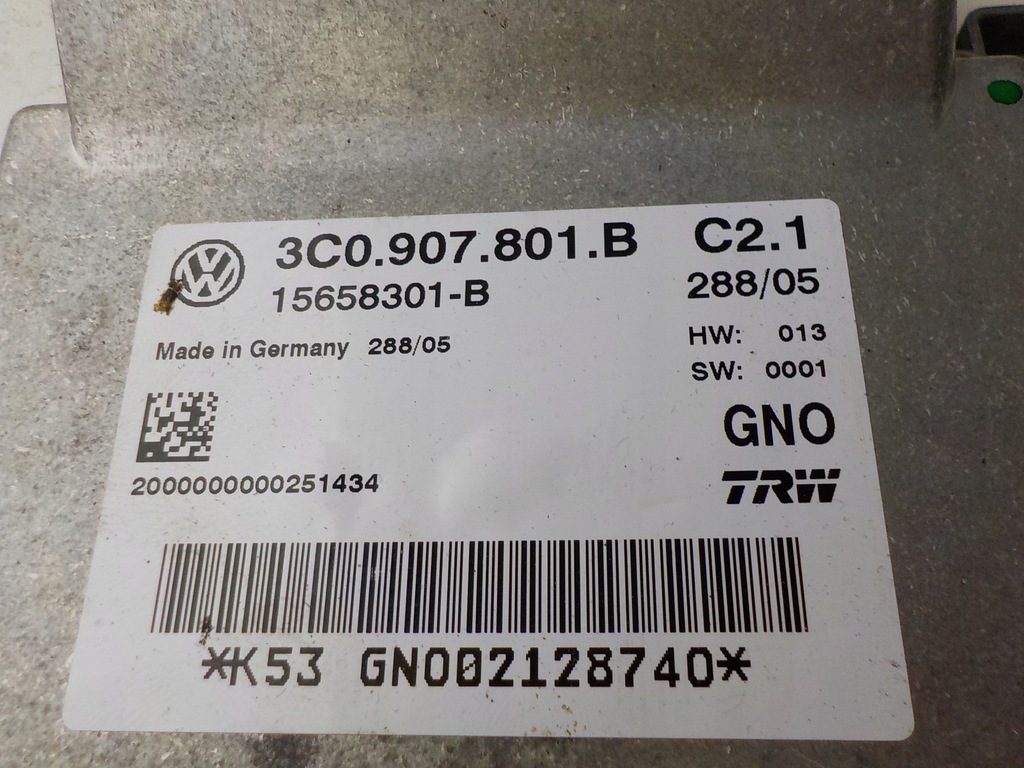 3C0.907.801.B C2.1
15658301-B 288/05
Made in Germany 288/05 HW: 013
SW: 0001
GNO
2000000000251434 TRW
*K53 GNO02128740*